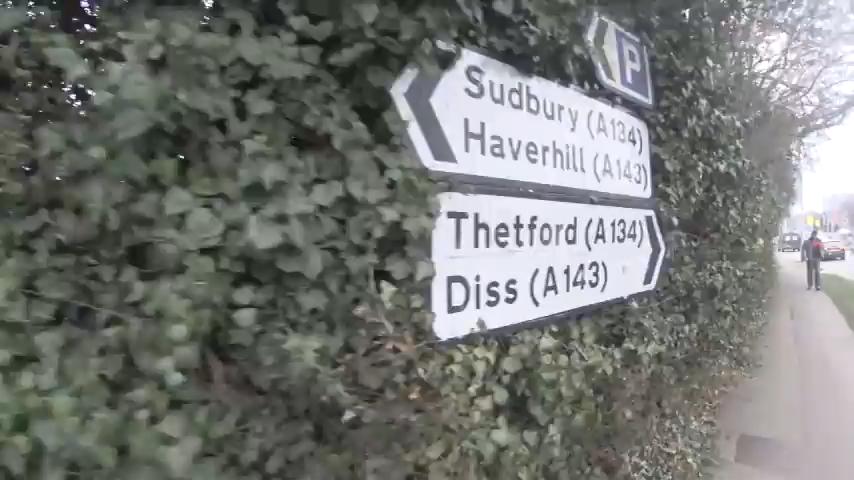 P
Sudbury (A134)
Haverhill (A143)
Thetford (A134)
Diss (A143)